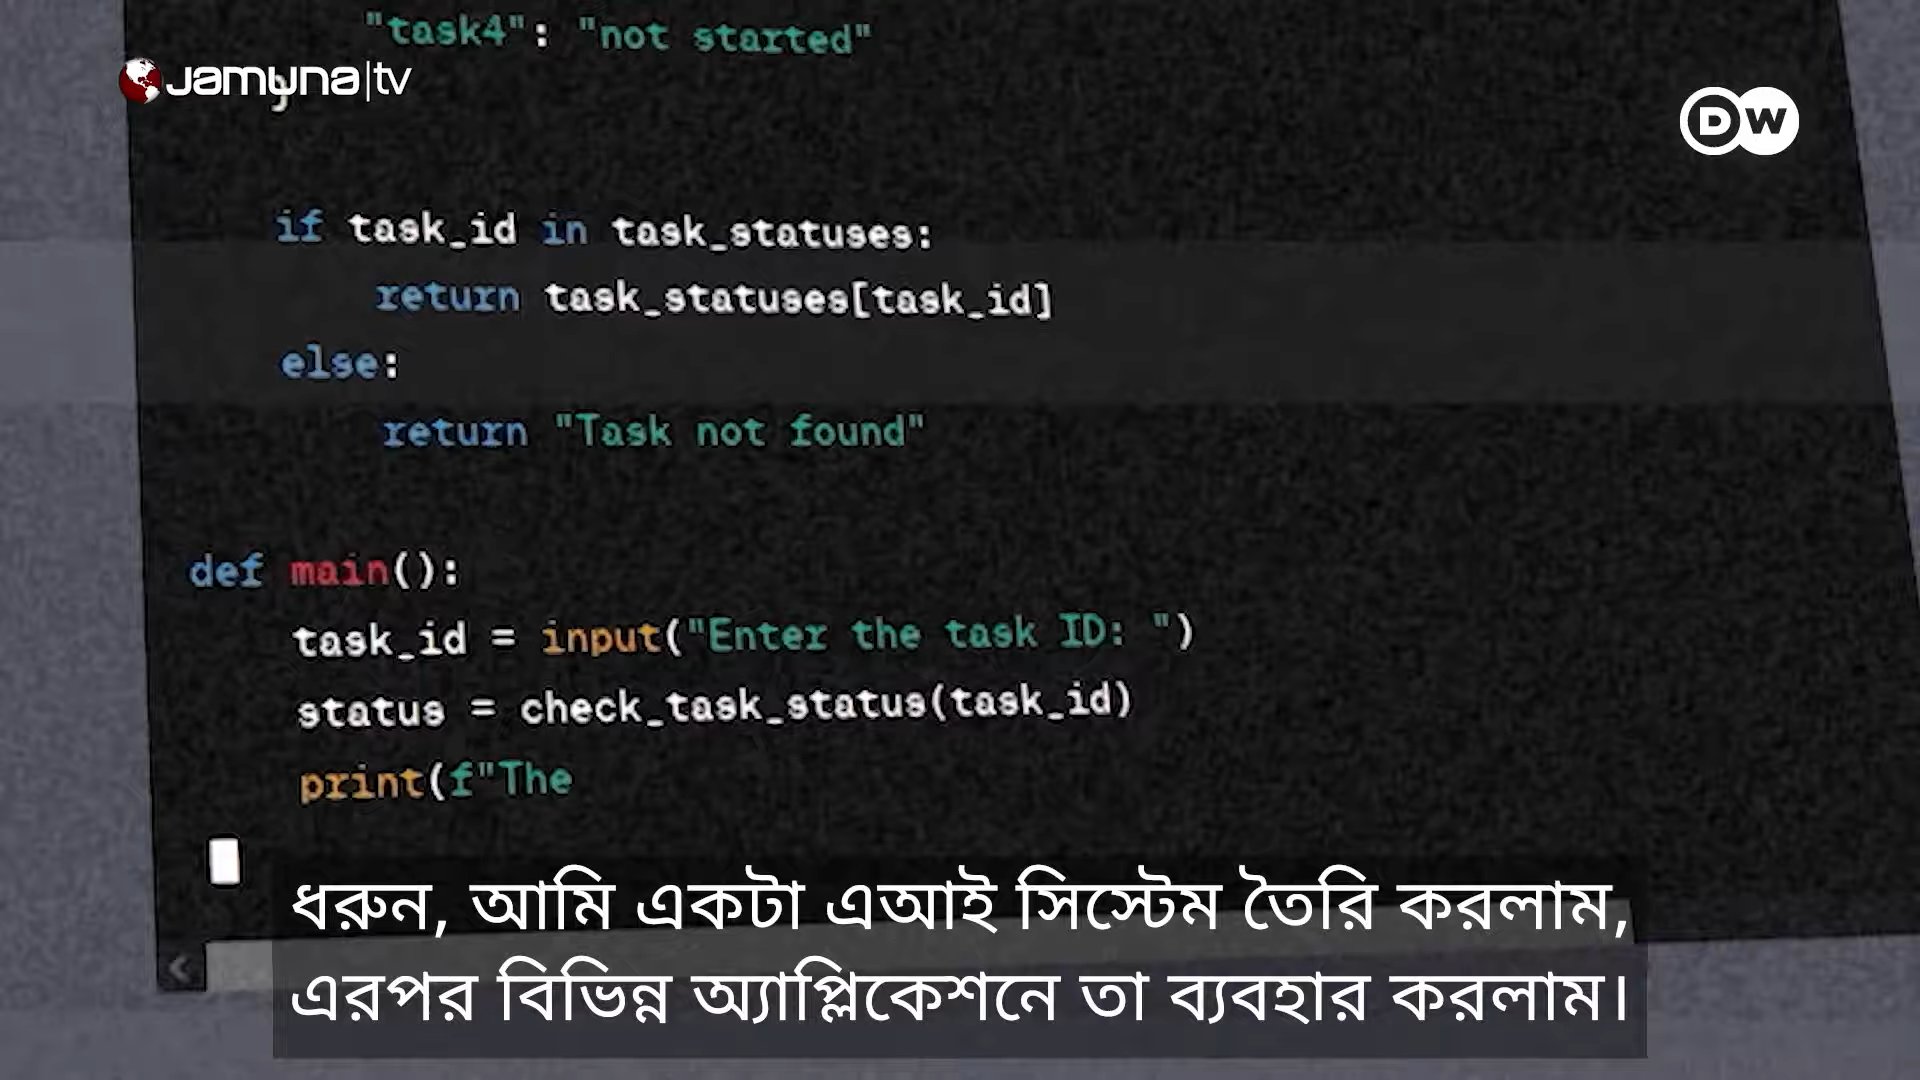 "task4": "not started"
Jamuna|tv
}
DW
if task_id in task_statuses:
return task_statuses[task_id]
else:
return "Task not found"
def main():
task_id = input("Enter the task ID: ")
status = check_task_status(task_id)
print(f"The
ধরুন, আমি একটা এআই সিস্টেম তৈরি করলাম,
এরপর বিভিন্ন অ্যাপ্লিকেশনে তা ব্যবহার করলাম।